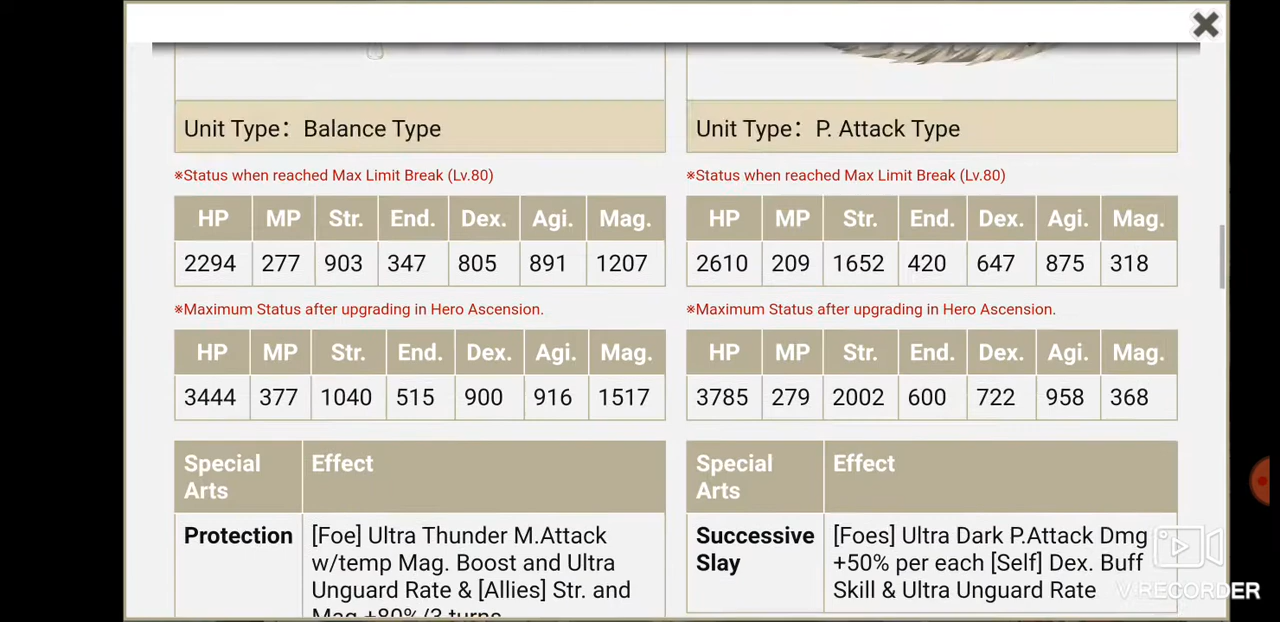 Unit Type： Balance Type
※Status when reached Max Limit Break (Lv.80)
HP MP Str. End. Dex. Agi. Mag.
2294 277 903 347 805 891 1207
※Maximum Status after upgrading in Hero Ascension.
HP MP Str. End. Dex. Agi. Mag.
3444 377 1040 515 900 916 1517
Special Arts
Effect
Protection
[Foe] Ultra Thunder M.Attack
w/temp Mag. Boost and Ultra
Unguard Rate & [Allies] Str. and
Mag +80%/3 turns
Unit Type： P. Attack Type
※Status when reached Max Limit Break (Lv.80)
HP MP Str. End. Dex. Agi. Mag.
2610 209 1652 420 647 875 318
※Maximum Status after upgrading in Hero Ascension.
HP MP Str. End. Dex. Agi. Mag.
3785 279 2002 600 722 958 368
Special Arts
Effect
Successive
Slay
[Foes] Ultra Dark P.Attack Dmg
+50% per each [Self] Dex. Buff
Skill & Ultra Unguard Rate
V.RECORDER